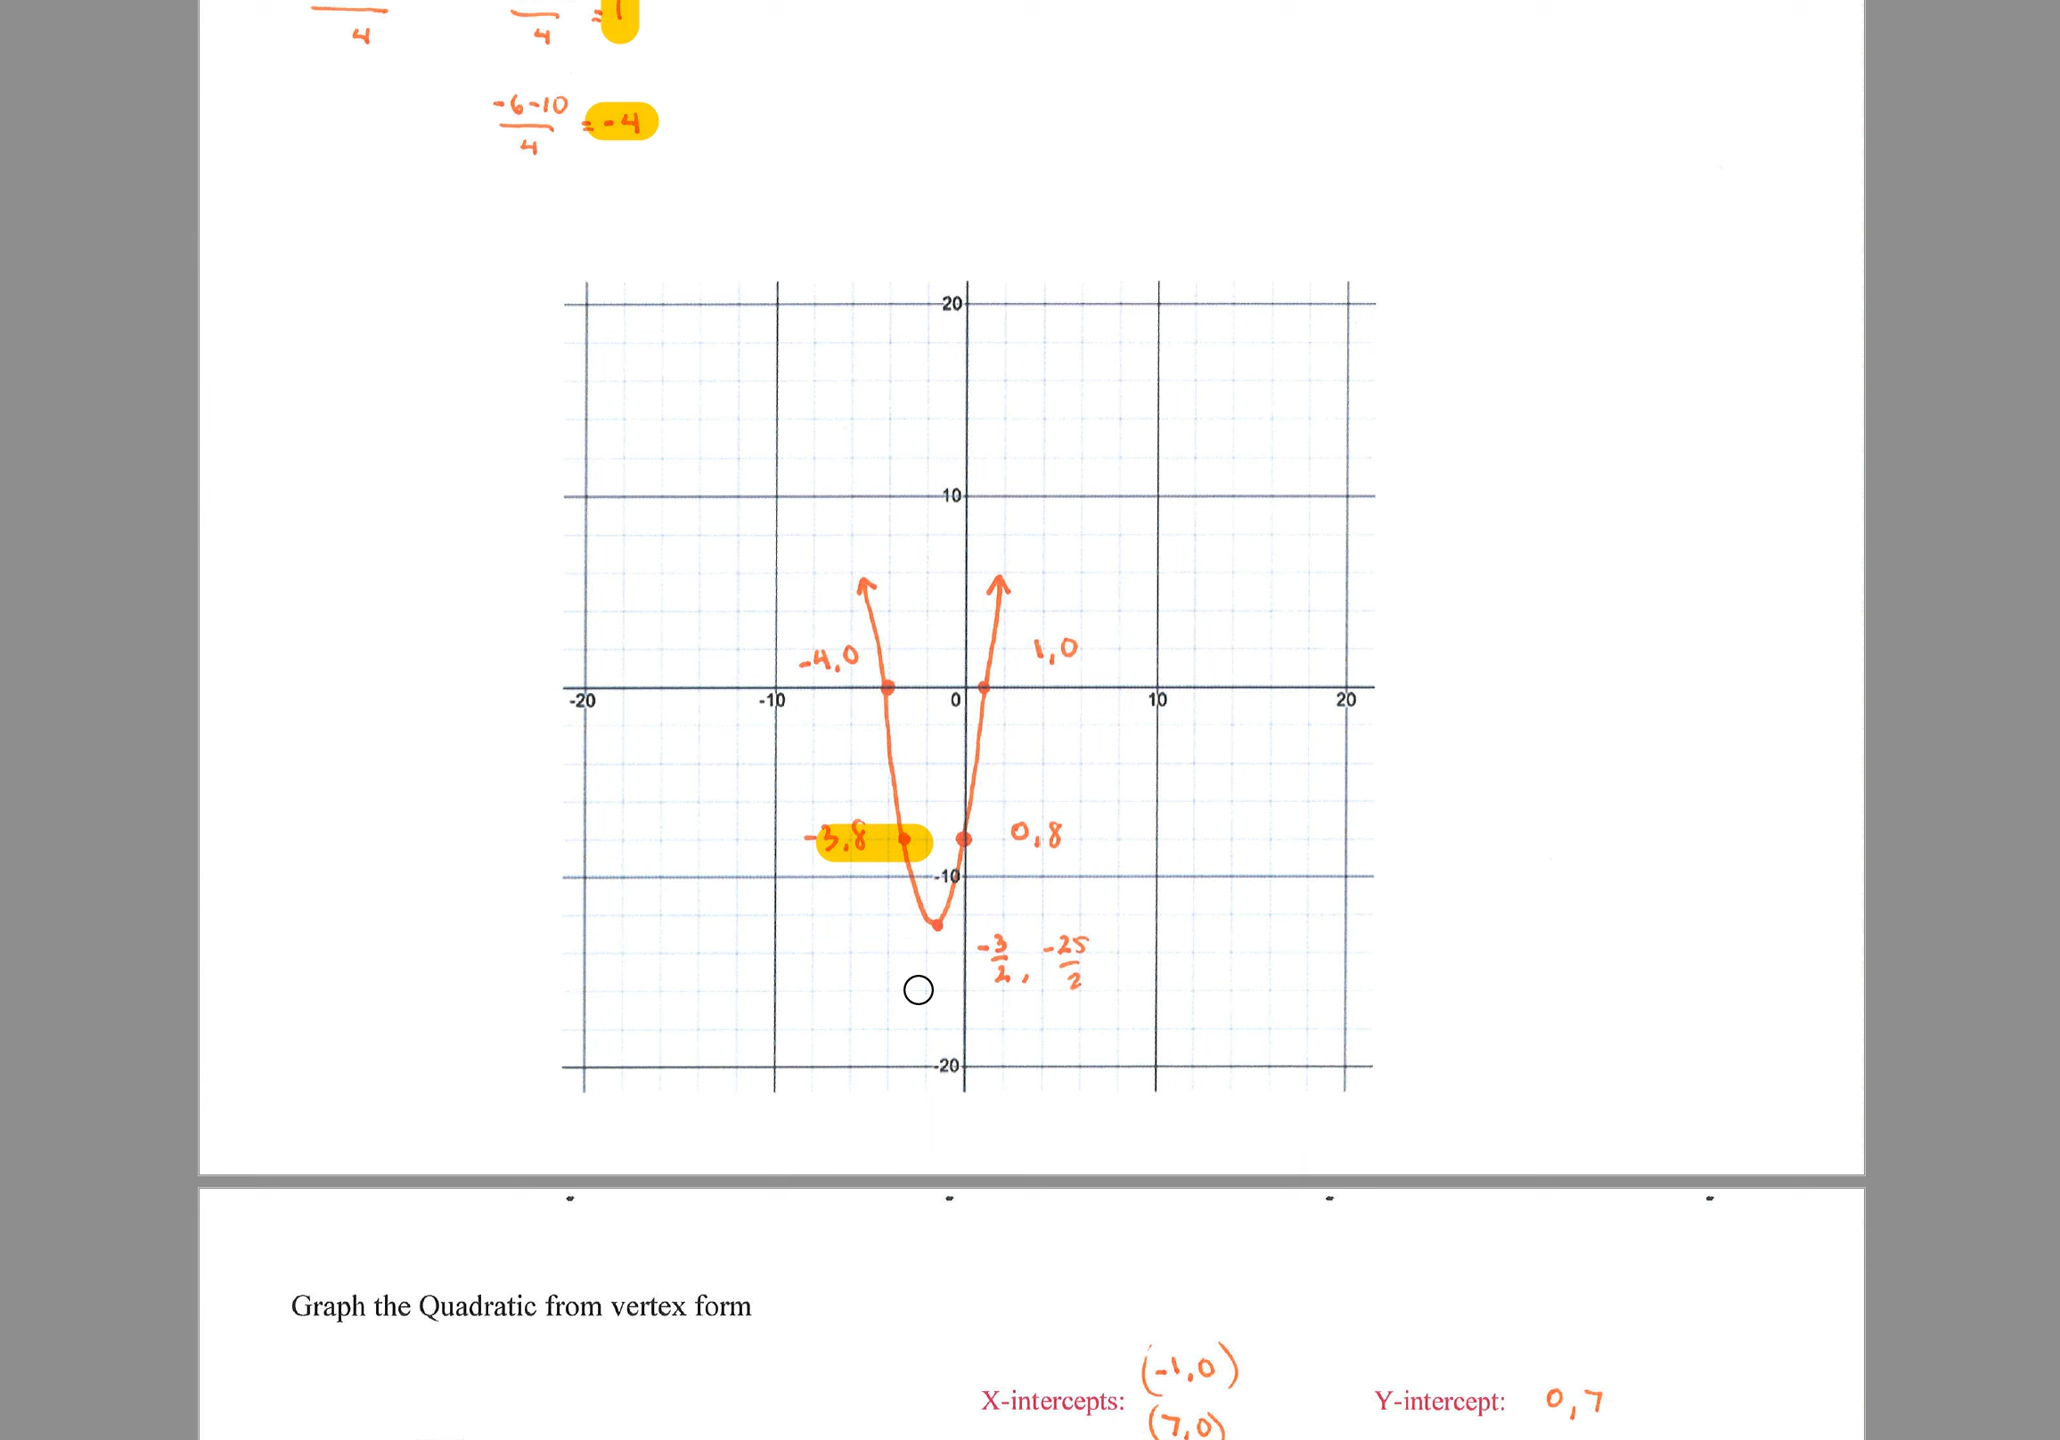 4 4 = 1
-6-10
4 = -4
20
10
-4,0 1,0
-20 -10 0 10 20
-3,8 0,8
-10
-3/2, -25/2
-20
Graph the Quadratic from vertex form
(-1,0)
X-intercepts: Y-intercept: 0,7
(7,0)